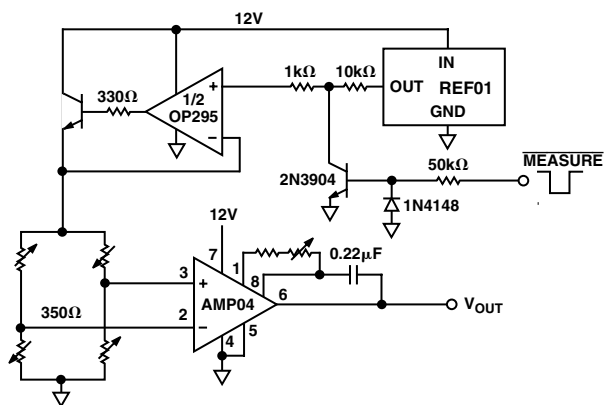 12V
1kΩ
10kΩ
IN
OUT
REF01
GND
330Ω
+
1/2
OP295
−
2N3904
50kΩ
MEASURE
1N4148
12V
0.22μF
7
1
8
3
+
AMP04
6
VOUT
350Ω
2
−
5
4